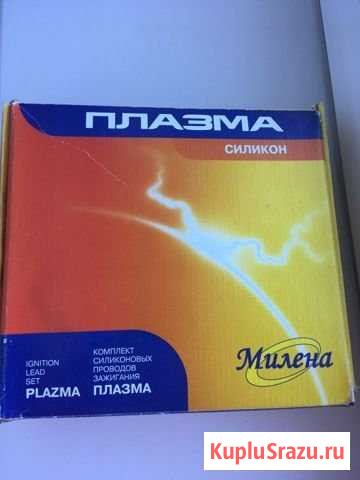 ПЛАЗМА
СИЛИКОН
IGNITION
LEAD
SET
PLAZMA
КОМПЛЕКТ
СИЛИКОНОВЫХ
ПРОВОДОВ
ЗАЖИГАНИЯ
ПЛАЗМА
Милена
KupluSrazu.ru